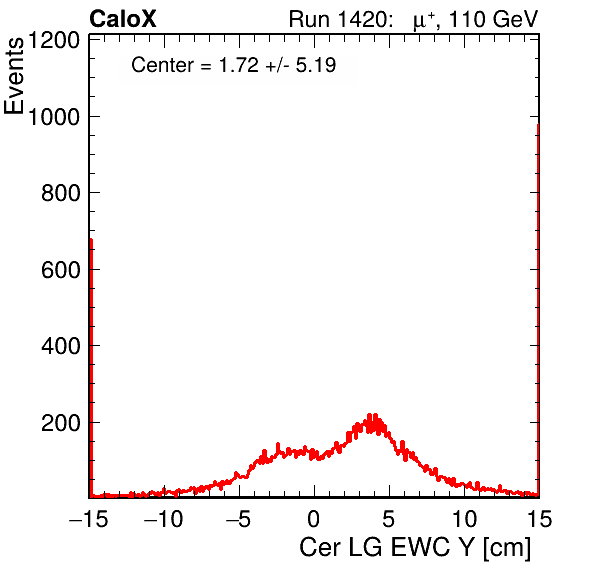 CaloX Run 1420: μ⁺, 110 GeV
Center = 1.72 +/- 5.19
Events
1200
1000
800
600
400
200
−15 −10 −5 0 5 10 15
Cer LG EWC Y [cm]